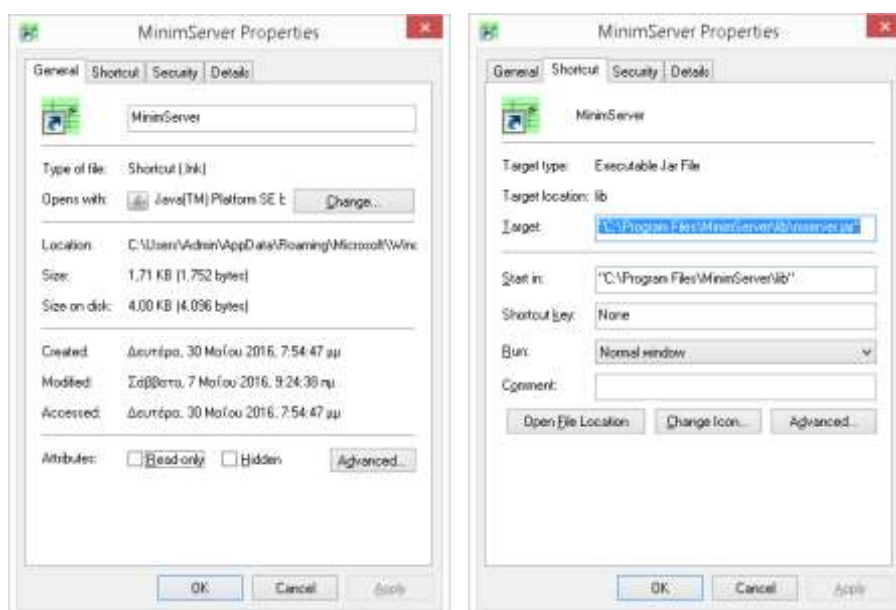 MinimServer Properties
General Shortcut Security Details
MinimServer
Type of file: Shortcut (.lnk)
Opens with: Java(TM) Platform SE b Change...
Location: C:\Users\Admin\AppData\Roaming\Microsoft\Winc
Size: 1,71 KB (1.752 bytes)
Size on disk: 4,00 KB (4.096 bytes)
Created: Δευτέρα, 30 Μαΐου 2016, 7:54:47 μμ
Modified: Σάββατο, 7 Μαΐου 2016, 9:24:38 πμ
Accessed: Δευτέρα, 30 Μαΐου 2016, 7:54:47 μμ
Attributes: Read-only Hidden Advanced...
OK Cancel Apply
MinimServer Properties
General Shortcut Security Details
MinimServer
Target type: Executable Jar File
Target location: lib
Target: "C:\Program Files\MinimServer\lib\mserver.jar"
Start in: "C:\Program Files\MinimServer\lib"
Shortcut key: None
Run: Normal window
Comment:
Open File Location Change Icon... Advanced...
OK Cancel Apply